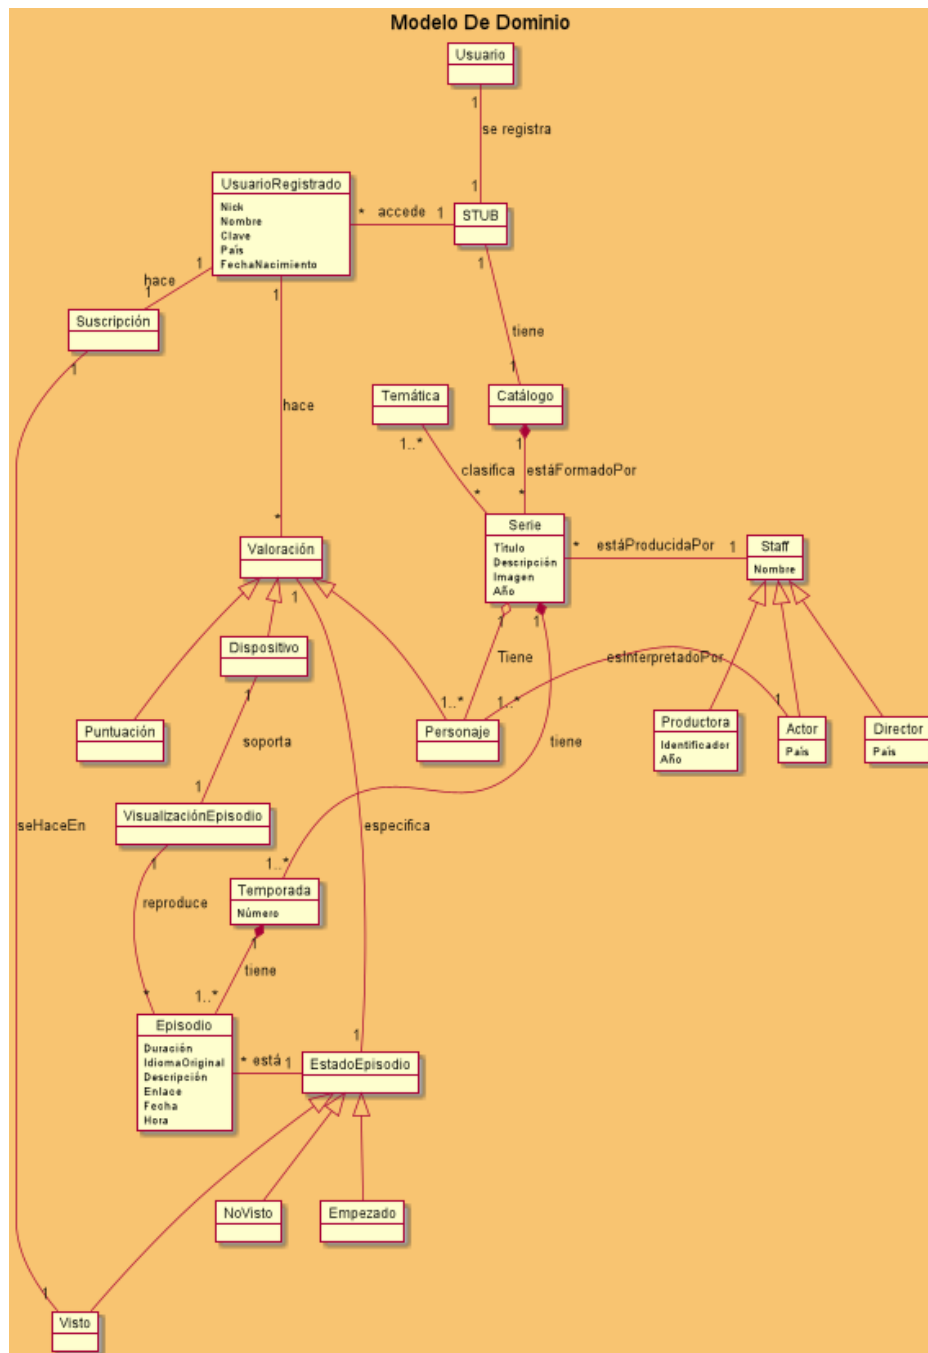 Modelo De Dominio
Usuario
1
se registra
1
UsuarioRegistrado
Nick
Nombre
Clave
País
FechaNacimiento
* accede 1
STUB
1
hace
1
1
1
Suscripción
1
tiene
1
hace
Temática
Catálogo
1..*
1
clasifica
estáFormadoPor
*
*
*
Serie
Título
Descripción
Imagen
Año
* estáProducidaPor 1
Staff
Nombre
Valoración
1
1
1
Dispositivo
1
Tiene
esInterpretadoPor
1..*
1..*
1
Puntuación
Personaje
Productora
Identificador
Año
Actor
País
Director
País
soporta
tiene
1
VisualizaciónEpisodio
1
seHaceEn
especifica
1..*
Temporada
Número
1
reproduce
tiene
*
1..*
1
Episodio
Duración
IdiomaOriginal
Descripción
Enlace
Fecha
Hora
* está 1
EstadoEpisodio
NoVisto
Empezado
1
Visto